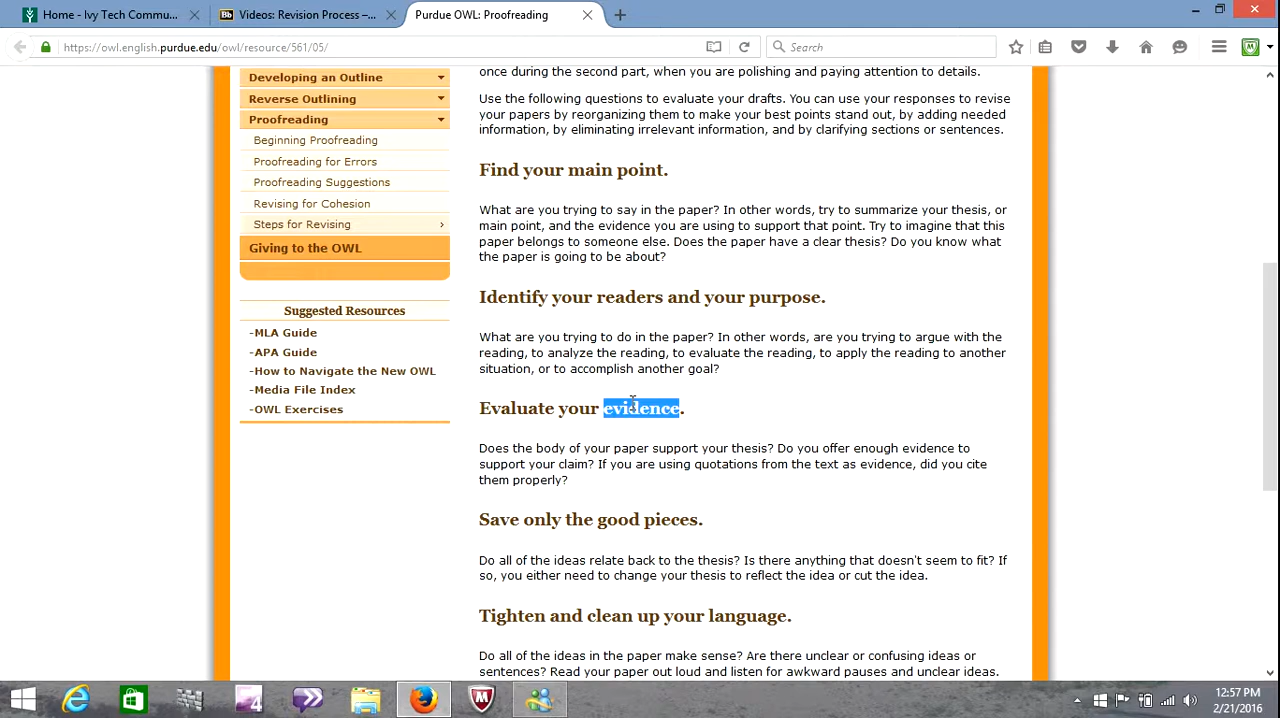 Home - Ivy Tech Commu...
Videos: Revision Process –...
Purdue OWL: Proofreading
https://owl.english.purdue.edu/owl/resource/561/05/
Search
Developing an Outline
Reverse Outlining
Proofreading
Beginning Proofreading
Proofreading for Errors
Proofreading Suggestions
Revising for Cohesion
Steps for Revising
Giving to the OWL
Suggested Resources
-MLA Guide
-APA Guide
-How to Navigate the New OWL
-Media File Index
-OWL Exercises
once during the second part, when you are polishing and paying attention to details.
Use the following questions to evaluate your drafts. You can use your responses to revise
your papers by reorganizing them to make your best points stand out, by adding needed
information, by eliminating irrelevant information, and by clarifying sections or sentences.
Find your main point.
What are you trying to say in the paper? In other words, try to summarize your thesis, or
main point, and the evidence you are using to support that point. Try to imagine that this
paper belongs to someone else. Does the paper have a clear thesis? Do you know what
the paper is going to be about?
Identify your readers and your purpose.
What are you trying to do in the paper? In other words, are you trying to argue with the
reading, to analyze the reading, to evaluate the reading, to apply the reading to another
situation, or to accomplish another goal?
Evaluate your evidence.
Does the body of your paper support your thesis? Do you offer enough evidence to
support your claim? If you are using quotations from the text as evidence, did you cite
them properly?
Save only the good pieces.
Do all of the ideas relate back to the thesis? Is there anything that doesn't seem to fit? If
so, you either need to change your thesis to reflect the idea or cut the idea.
Tighten and clean up your language.
Do all of the ideas in the paper make sense? Are there unclear or confusing ideas or
sentences? Read your paper out loud and listen for awkward pauses and unclear ideas.
12:57 PM
2/21/2016